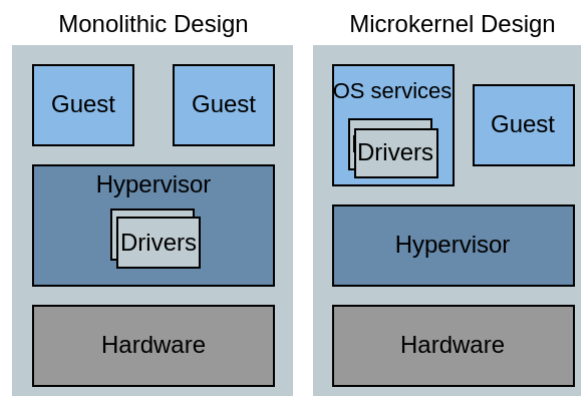 Monolithic Design
Microkernel Design
Guest
Guest
Hypervisor
Drivers
Hardware
OS services
Drivers
Guest
Hypervisor
Hardware